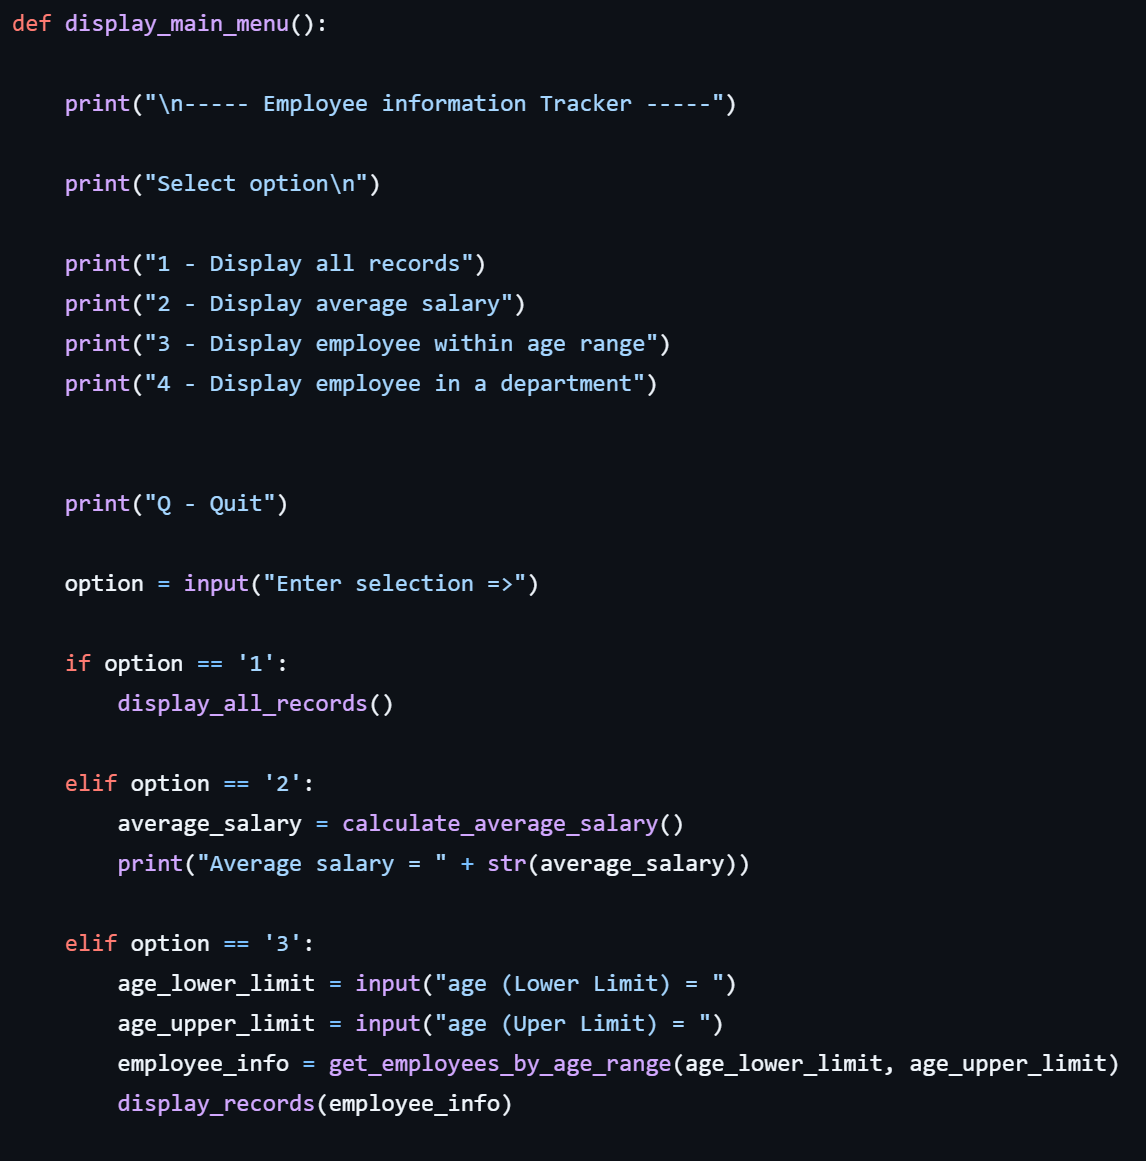 def display_main_menu():
    print("\n----- Employee information Tracker -----")
    print("Select option\n")
    print("1 - Display all records")
    print("2 - Display average salary")
    print("3 - Display employee within age range")
    print("4 - Display employee in a department")
    print("Q - Quit")
    option = input("Enter selection =>")
    if option == '1':
        display_all_records()
    elif option == '2':
        average_salary = calculate_average_salary()
        print("Average salary = " + str(average_salary))
    elif option == '3':
        age_lower_limit = input("age (Lower Limit) = ")
        age_upper_limit = input("age (Uper Limit) = ")
        employee_info = get_employees_by_age_range(age_lower_limit, age_upper_limit)
        display_records(employee_info)